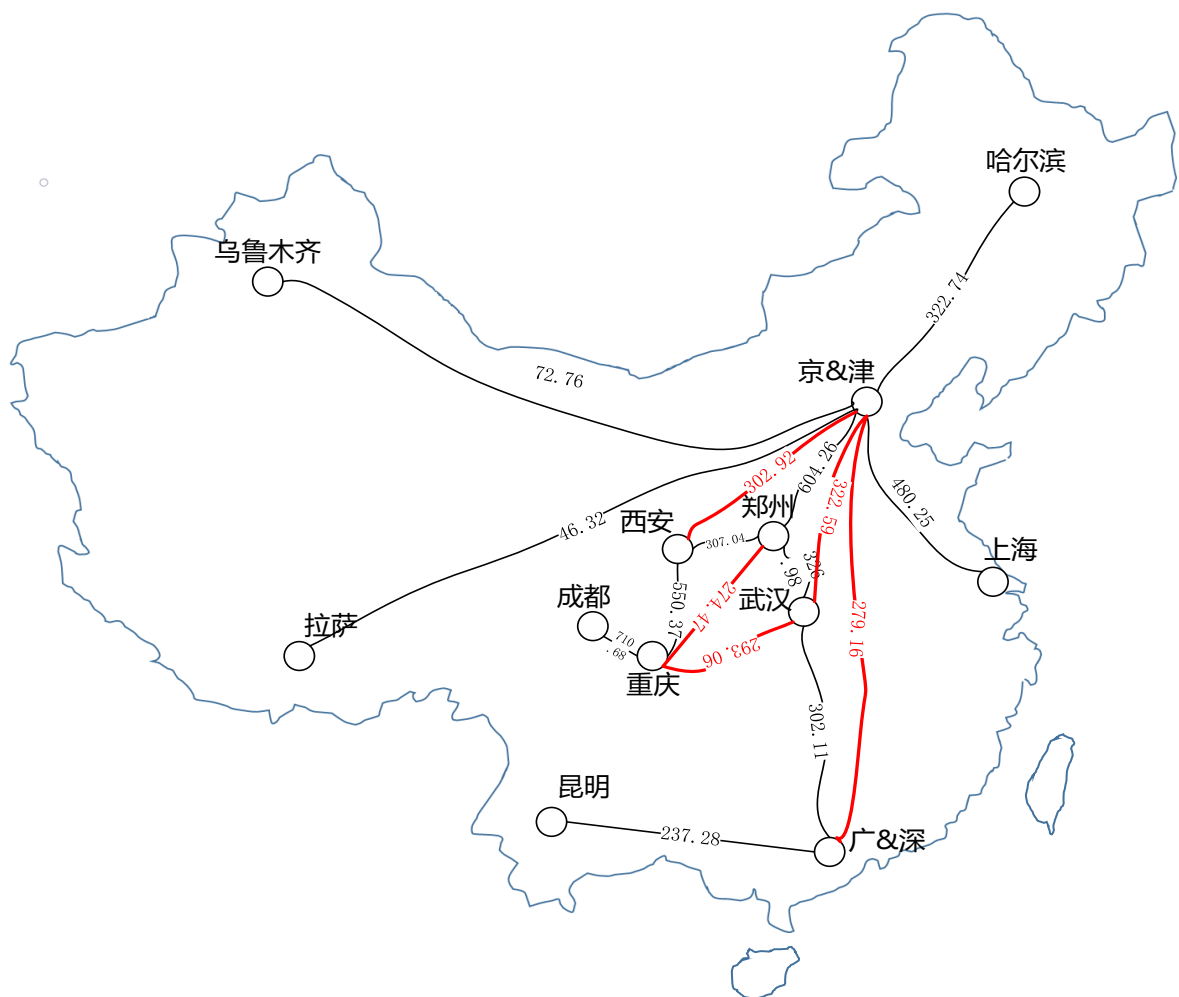 哈尔滨
乌鲁木齐
322.74
京&津
72.76
302.92
604.26
322.59
480.25
郑州
西安
46.32
307.04
326
.98
上海
成都
550.37
274.47
武汉
拉萨
710
.68
293.06
279.16
重庆
302.11
昆明
237.28
广&深